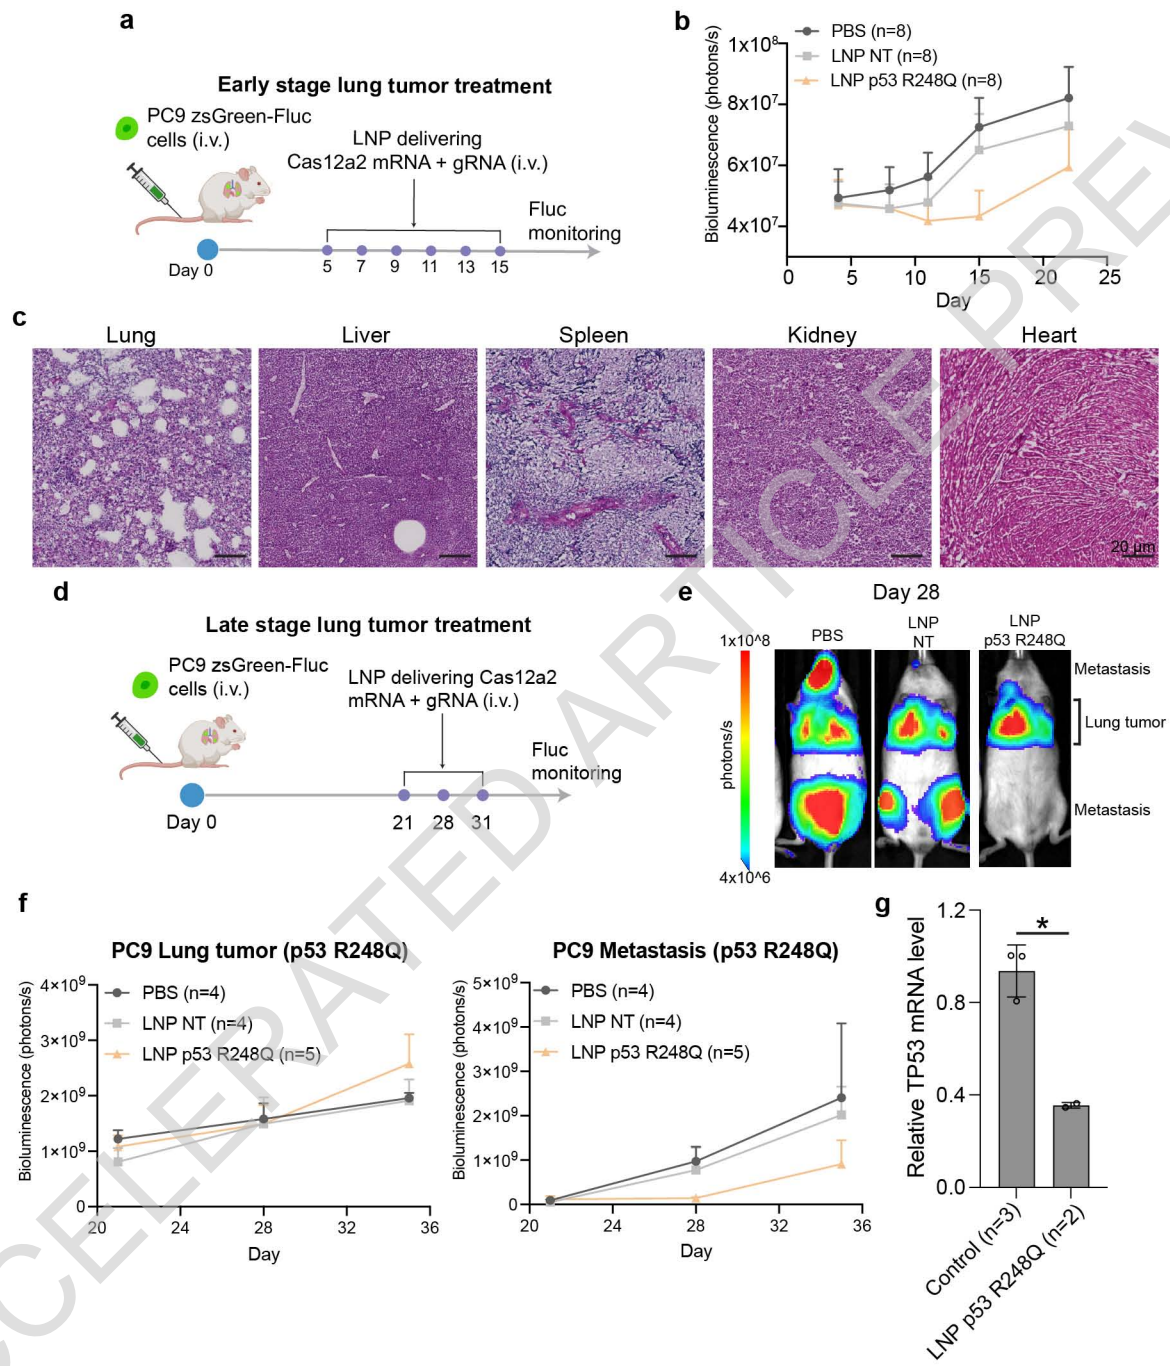 a
Early stage lung tumor treatment
PC9 zsGreen-Fluc
cells (i.v.)
LNP delivering
Cas12a2 mRNA + gRNA (i.v.)
Fluc
monitoring
Day 0
5 7 9 11 13 15
b
PBS (n=8)
LNP NT (n=8)
LNP p53 R248Q (n=8)
Bioluminescence (photons/s)
1x10⁸
8x10⁷
6x10⁷
4x10⁷
0 5 10 15 20 25
Day
c
Lung Liver Spleen Kidney Heart
20 µm
d
Late stage lung tumor treatment
PC9 zsGreen-Fluc
cells (i.v.)
LNP delivering Cas12a2
mRNA + gRNA (i.v.)
Fluc
monitoring
Day 0
21 28 31
e
Day 28
PBS
LNP
NT
LNP
p53 R248Q
1x10^8
photons/s
4x10^6
Metastasis
Lung tumor
Metastasis
f
PC9 Lung tumor (p53 R248Q)
PBS (n=4)
LNP NT (n=4)
LNP p53 R248Q (n=5)
Bioluminescence (photons/s)
4×10⁹
3×10⁹
2×10⁹
1×10⁹
0
20 24 28 32 36
Day
PC9 Metastasis (p53 R248Q)
PBS (n=4)
LNP NT (n=4)
LNP p53 R248Q (n=5)
Bioluminescence (photons/s)
5×10⁹
4×10⁹
3×10⁹
2×10⁹
1×10⁹
0
20 24 28 32 36
Day
g
Relative TP53 mRNA level
1.2
0.8
0.4
0.0
*
Control (n=3)
LNP p53 R248Q (n=2)
CCELERATED ARTICLE PREV